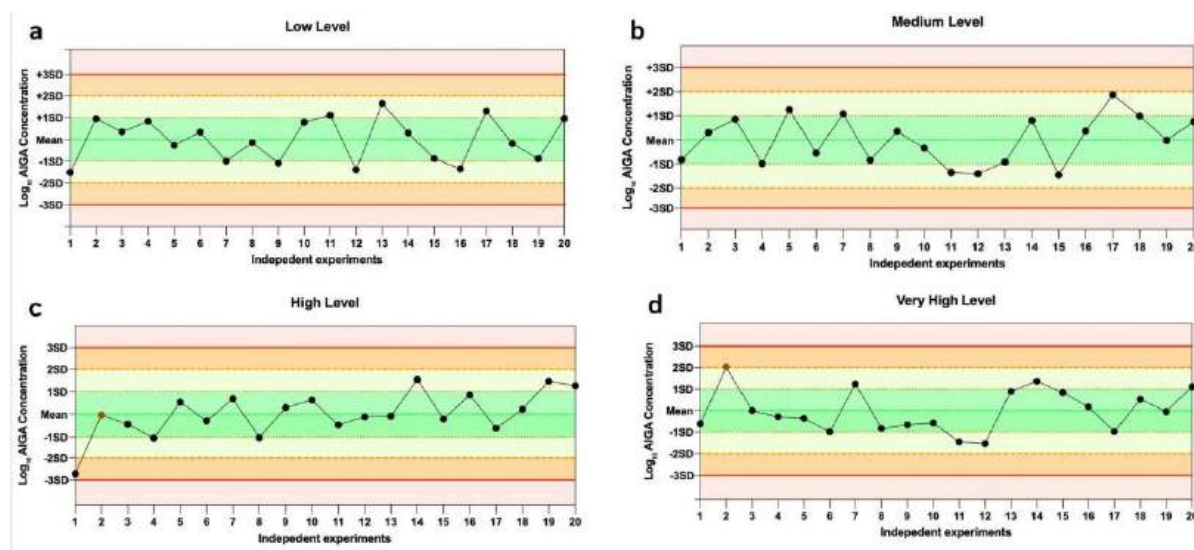 a
Low Level
Log₁₀ AIGA Concentration
+3SD
+2SD
+1SD
Mean
-1SD
-2SD
-3SD
1 2 3 4 5 6 7 8 9 10 11 12 13 14 15 16 17 18 19 20
Indepedent experiments
b
Medium Level
Log₁₀ AIGA Concentration
+3SD
+2SD
+1SD
Mean
-1SD
-2SD
-3SD
1 2 3 4 5 6 7 8 9 10 11 12 13 14 15 16 17 18 19 20
Indepedent experiments
c
High Level
Log₁₀ AIGA Concentration
3SD
2SD
1SD
Mean
-1SD
-2SD
-3SD
1 2 3 4 5 6 7 8 9 10 11 12 13 14 15 16 17 18 19 20
Indepedent experiments
d
Very High Level
Log₁₀ AIGA Concentration
3SD
2SD
1SD
Mean
-1SD
-2SD
-3SD
1 2 3 4 5 6 7 8 9 10 11 12 13 14 15 16 17 18 19 20
Indepedent experiments